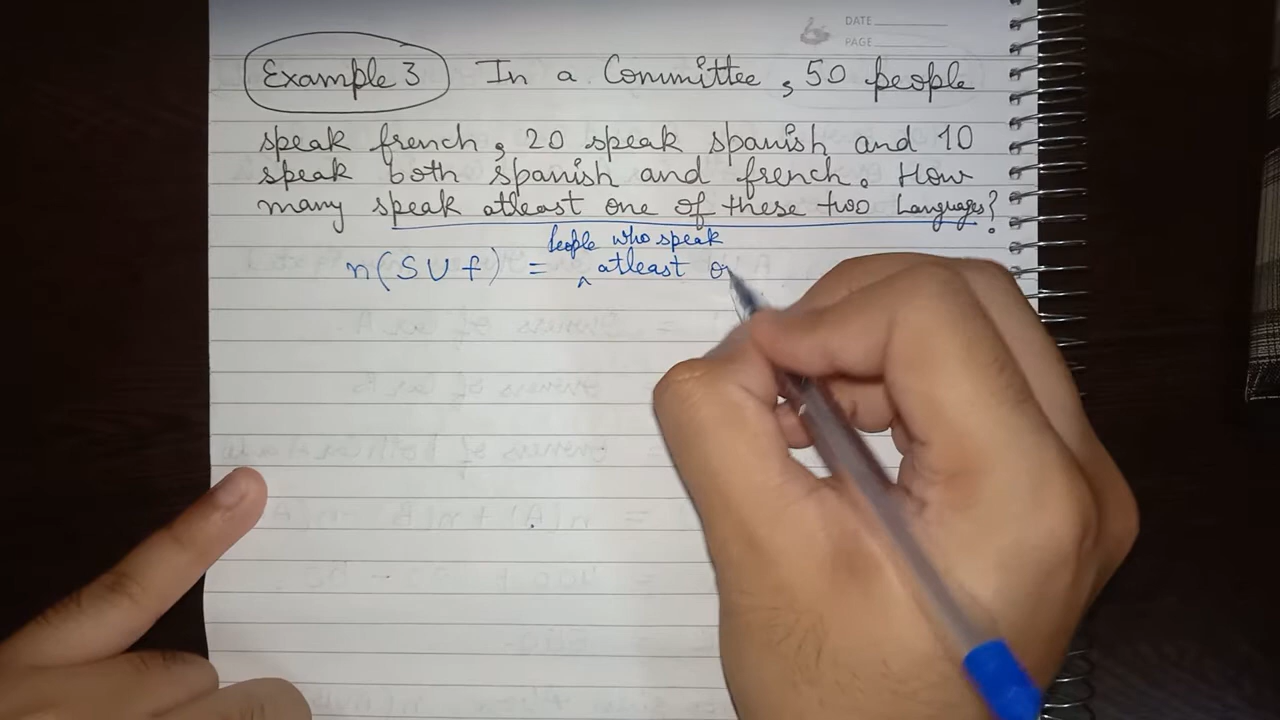 DATE
PAGE
Example 3 In a Committee, 50 people
speak french, 20 speak spanish and 10
speak both spanish and french. How
many speak atleast one of these two Languages?
people who speak
n(S U f) = ^ atleast o